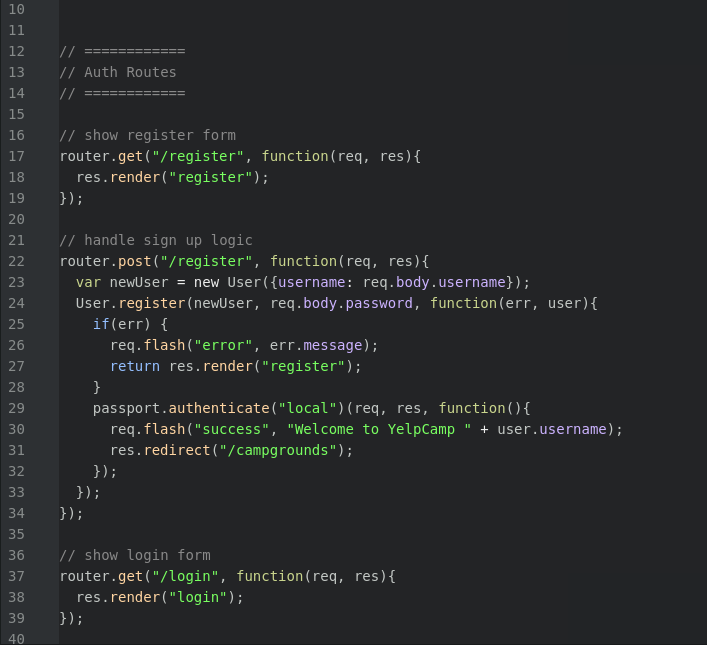 10
11
12 // ============
13 // Auth Routes
14 // ============
15
16 // show register form
17 router.get("/register", function(req, res){
18   res.render("register");
19 });
20
21 // handle sign up logic
22 router.post("/register", function(req, res){
23   var newUser = new User({username: req.body.username});
24   User.register(newUser, req.body.password, function(err, user){
25     if(err) {
26       req.flash("error", err.message);
27       return res.render("register");
28     }
29     passport.authenticate("local")(req, res, function(){
30       req.flash("success", "Welcome to YelpCamp " + user.username);
31       res.redirect("/campgrounds");
32     });
33   });
34 });
35
36 // show login form
37 router.get("/login", function(req, res){
38   res.render("login");
39 });
40